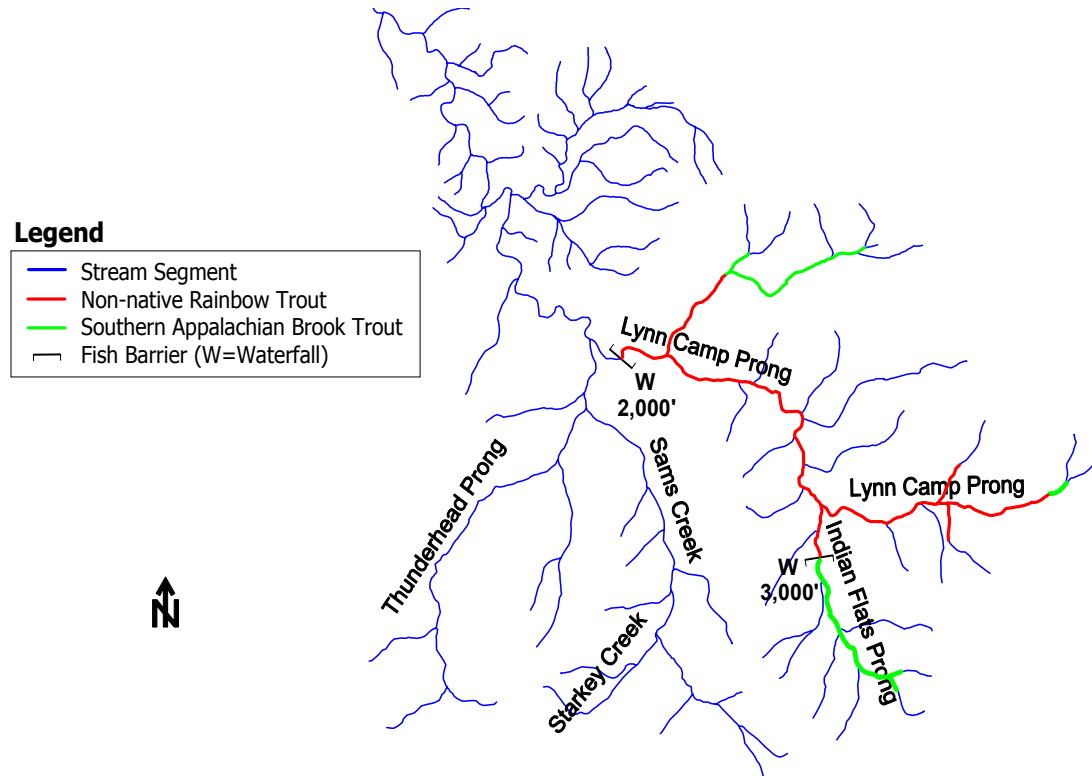 Legend
Stream Segment
Non-native Rainbow Trout
Southern Appalachian Brook Trout
Fish Barrier (W=Waterfall)
Lynn Camp Prong
W
2,000'
Thunderhead Prong
Sams Creek
Lynn Camp Prong
Indian Flats Prong
W
3,000'
Starkey Creek
N